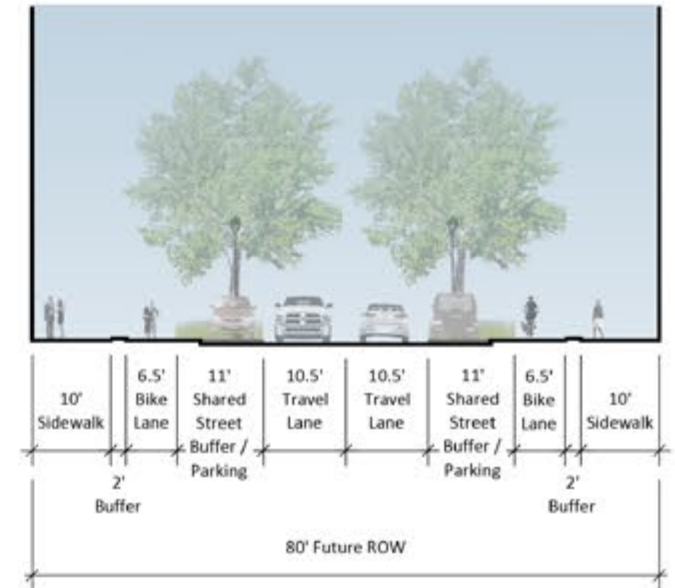 10'
Sidewalk
2'
Buffer
6.5'
Bike
Lane
11'
Shared
Street
Buffer /
Parking
10.5'
Travel
Lane
10.5'
Travel
Lane
11'
Shared
Street
Buffer /
Parking
6.5'
Bike
Lane
2'
Buffer
10'
Sidewalk
80' Future ROW